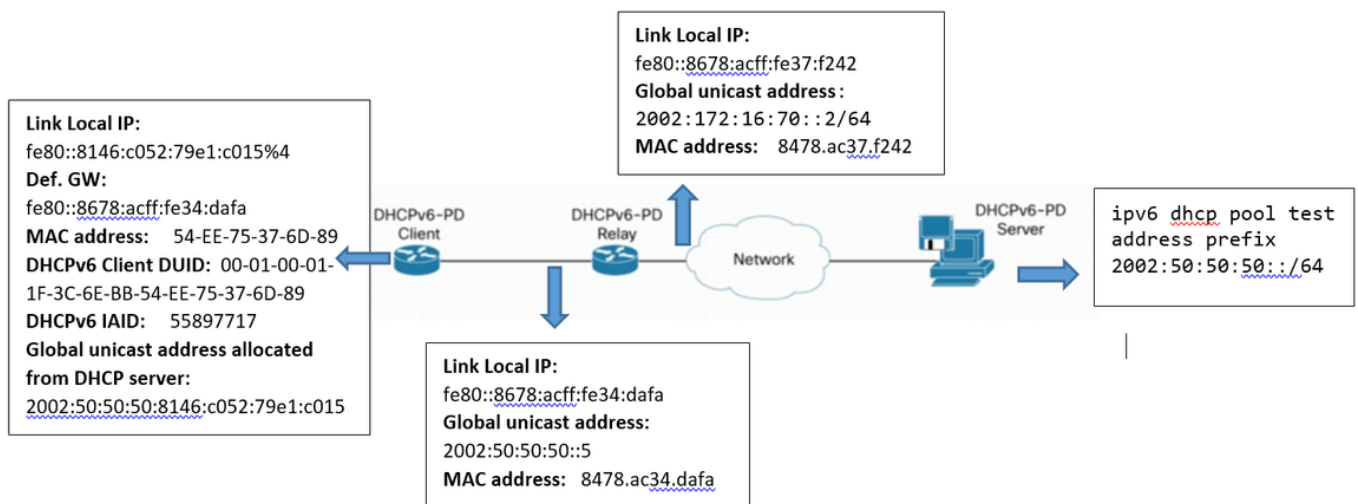 Link Local IP:
fe80::8678:acff:fe37:f242
Global unicast address:
2002:172:16:70::2/64
MAC address: 8478.ac37.f242
Link Local IP:
fe80::8146:c052:79e1:c015%4
Def. GW:
fe80::8678:acff:fe34:dafa
MAC address: 54-EE-75-37-6D-89
DHCPv6 Client DUID: 00-01-00-01-
1F-3C-6E-BB-54-EE-75-37-6D-89
DHCPv6 IAID: 55897717
Global unicast address allocated
from DHCP server:
2002:50:50:50:8146:c052:79e1:c015
DHCPv6-PD
Client
DHCPv6-PD
Relay
Network
DHCPv6-PD
Server
ipv6 dhcp pool test
address prefix
2002:50:50:50::/64
Link Local IP:
fe80::8678:acff:fe34:dafa
Global unicast address:
2002:50:50:50::5
MAC address: 8478.ac34.dafa